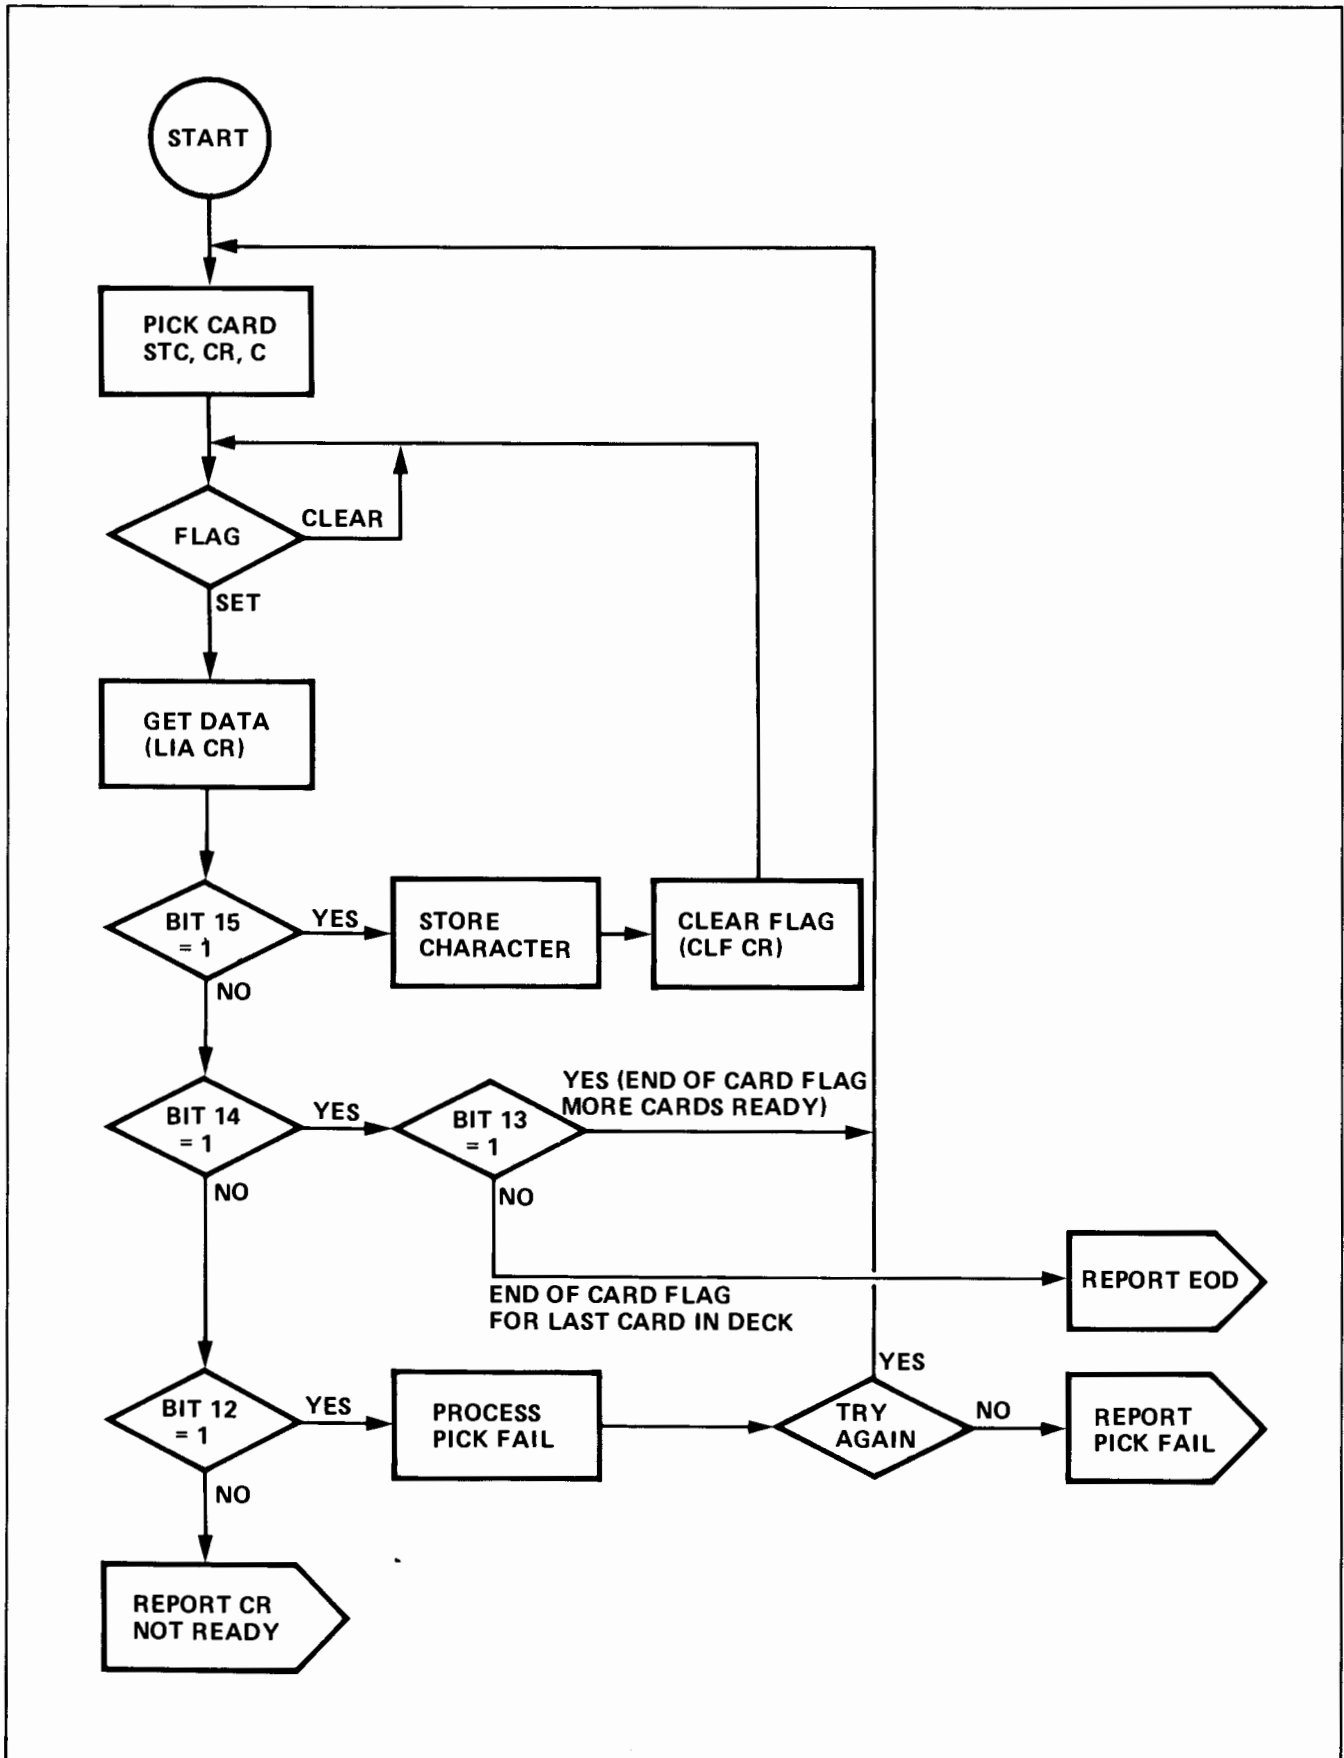 START
PICK CARD
STC, CR, C
FLAG
CLEAR
SET
GET DATA
(LIA CR)
BIT 15
= 1
YES
STORE
CHARACTER
CLEAR FLAG
(CLF CR)
NO
BIT 14
= 1
YES
BIT 13
= 1
YES (END OF CARD FLAG
MORE CARDS READY)
NO
NO
END OF CARD FLAG
FOR LAST CARD IN DECK
REPORT EOD
BIT 12
= 1
YES
PROCESS
PICK FAIL
YES
TRY
AGAIN
NO
REPORT
PICK FAIL
NO
REPORT CR
NOT READY